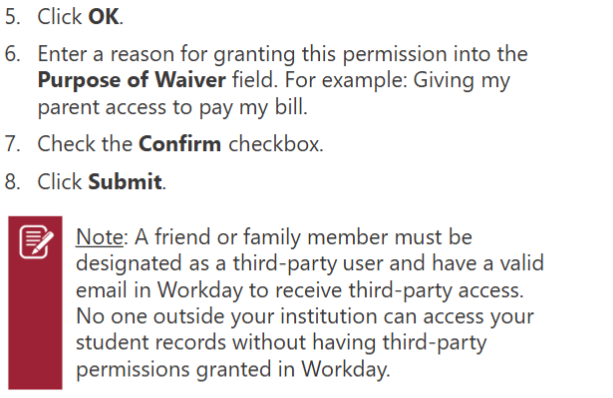 5. Click OK.
6. Enter a reason for granting this permission into the
Purpose of Waiver field. For example: Giving my
parent access to pay my bill.
7. Check the Confirm checkbox.
8. Click Submit.
Note: A friend or family member must be
designated as a third-party user and have a valid
email in Workday to receive third-party access.
No one outside your institution can access your
student records without having third-party
permissions granted in Workday.